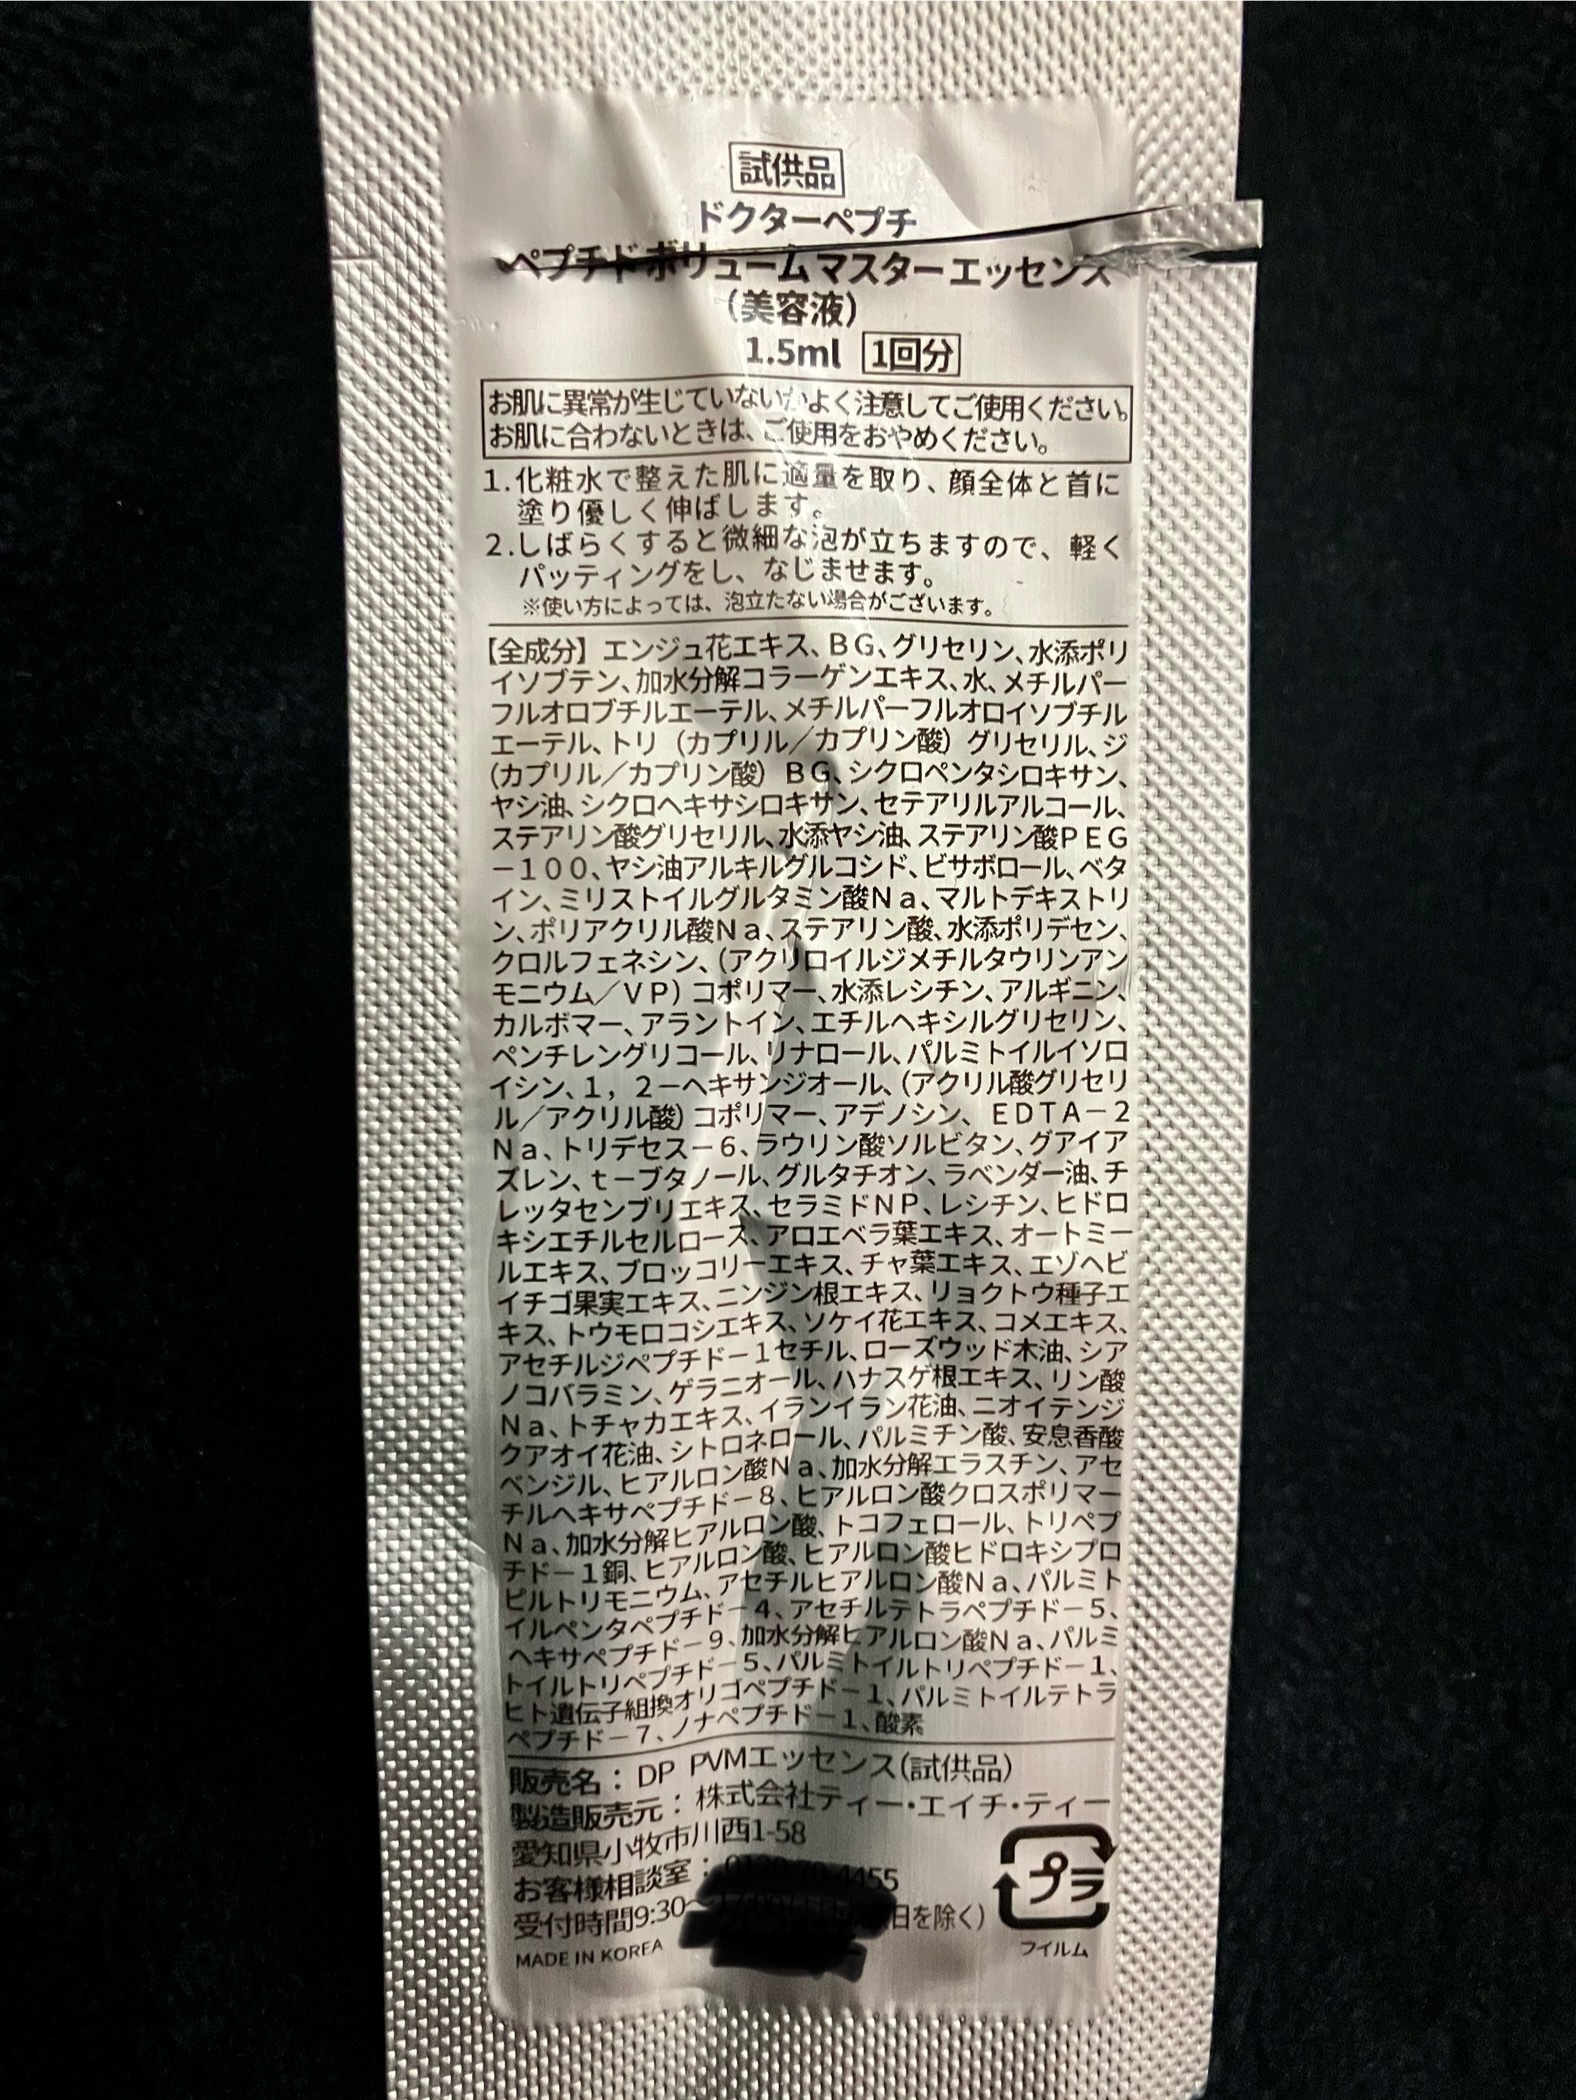 試供品
ドクターペプチ
ペプチド ボリューム マスター エッセンス
(美容液)
1.5ml 1回分
お肌に異常が生じていないかよく注意してご使用ください。
お肌に合わないときは、ご使用をおやめください。
1.化粧水で整えた肌に適量を取り、顔全体と首に
塗り優しく伸ばします。
2.しばらくすると微細な泡が立ちますので、軽く
パッティングをし、なじませます。
※使い方によっては、泡立たない場合がございます。
【全成分】エンジュ花エキス、BG、グリセリン、水添ポリ
イソブテン、加水分解コラーゲンエキス、水、メチルパー
フルオロブチルエーテル、メチルパーフルオロイソブチル
エーテル、トリ(カプリル/カプリン酸)グリセリル、ジ
(カプリル/カプリン酸)BG、シクロペンタシロキサン、
ヤシ油、シクロヘキサシロキサン、セテアリルアルコール、
ステアリン酸グリセリル、水添ヤシ油、ステアリン酸PEG
-100、ヤシ油アルキルグルコシド、ビサボロール、ベタ
イン、ミリストイルグルタミン酸Na、マルトデキストリ
ン、ポリアクリル酸Na、ステアリン酸、水添ポリデセン、
クロルフェネシン、(アクリロイルジメチルタウリンアン
モニウム/VP)コポリマー、水添レシチン、アルギニン、
カルボマー、アラントイン、エチルヘキシルグリセリン、
ペンチレングリコール、リナロール、パルミトイルイソロ
イシン、1,2-ヘキサンジオール、(アクリル酸グリセリ
ル/アクリル酸)コポリマー、アデノシン、EDTA-2
Na、トリデセス-6、ラウリン酸ソルビタン、グアイア
ズレン、t-ブタノール、グルタチオン、ラベンダー油、チ
レッタセンブリエキス、セラミドNP、レシチン、ヒドロ
キシエチルセルロース、アロエベラ葉エキス、オートミー
ルエキス、ブロッコリーエキス、チャ葉エキス、エゾヘビ
イチゴ果実エキス、ニンジン根エキス、リョクトウ種子エ
キス、トウモロコシエキス、ソケイ花エキス、コメエキス、
アセチルジペプチド-1セチル、ローズウッド木油、シア
ノコバラミン、ゲラニオール、ハナスゲ根エキス、リン酸
Na、トチャカエキス、イランイラン花油、ニオイテンジ
クアオイ花油、シトロネロール、パルミチン酸、安息香酸
ベンジル、ヒアルロン酸Na、加水分解エラスチン、アセ
チルヘキサペプチド-8、ヒアルロン酸クロスポリマー
Na、加水分解ヒアルロン酸、トコフェロール、トリペプ
チド-1銅、ヒアルロン酸、ヒアルロン酸ヒドロキシプロ
ピルトリモニウム、アセチルヒアルロン酸Na、パルミト
イルペンタペプチド-4、アセチルテトラペプチド-5、
ヘキサペプチド-9、加水分解ヒアルロン酸Na、パルミ
トイルトリペプチド-5、パルミトイルトリペプチド-1、
ヒト遺伝子組換オリゴペプチド-1、パルミトイルテトラ
ペプチド-7、ノナペプチド-1、酸素
販売名:DP PVMエッセンス(試供品)
製造販売元:株式会社ティー・エイチ・ティー
愛知県小牧市川西1-58
お客様相談室:4455
受付時間9:30~日を除く)
MADE IN KOREA
プラ
フイルム